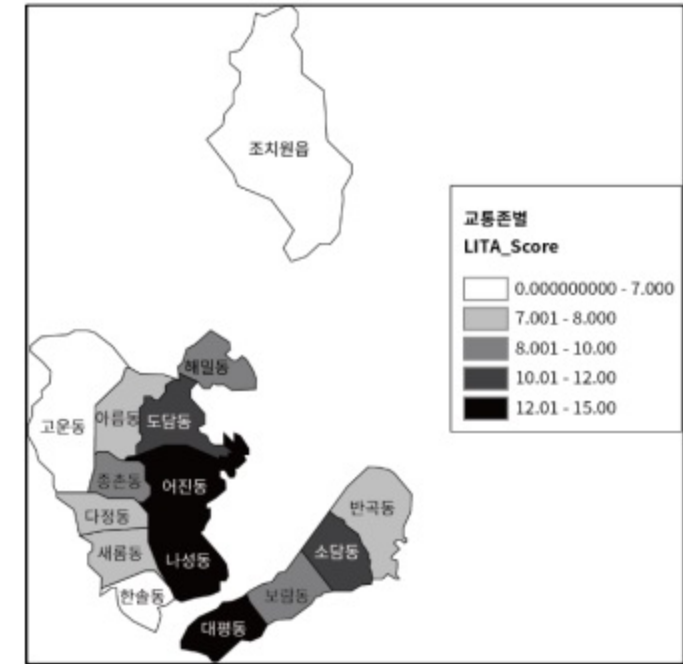 조치원읍
교통존별
LITA_Score
0.000000000 - 7.000
7.001 - 8.000
8.001 - 10.00
10.01 - 12.00
12.01 - 15.00
해밀동
고운동
아름동
도담동
종촌동
어진동
다정동
반곡동
새롬동
나성동
소담동
한솔동
보람동
대평동